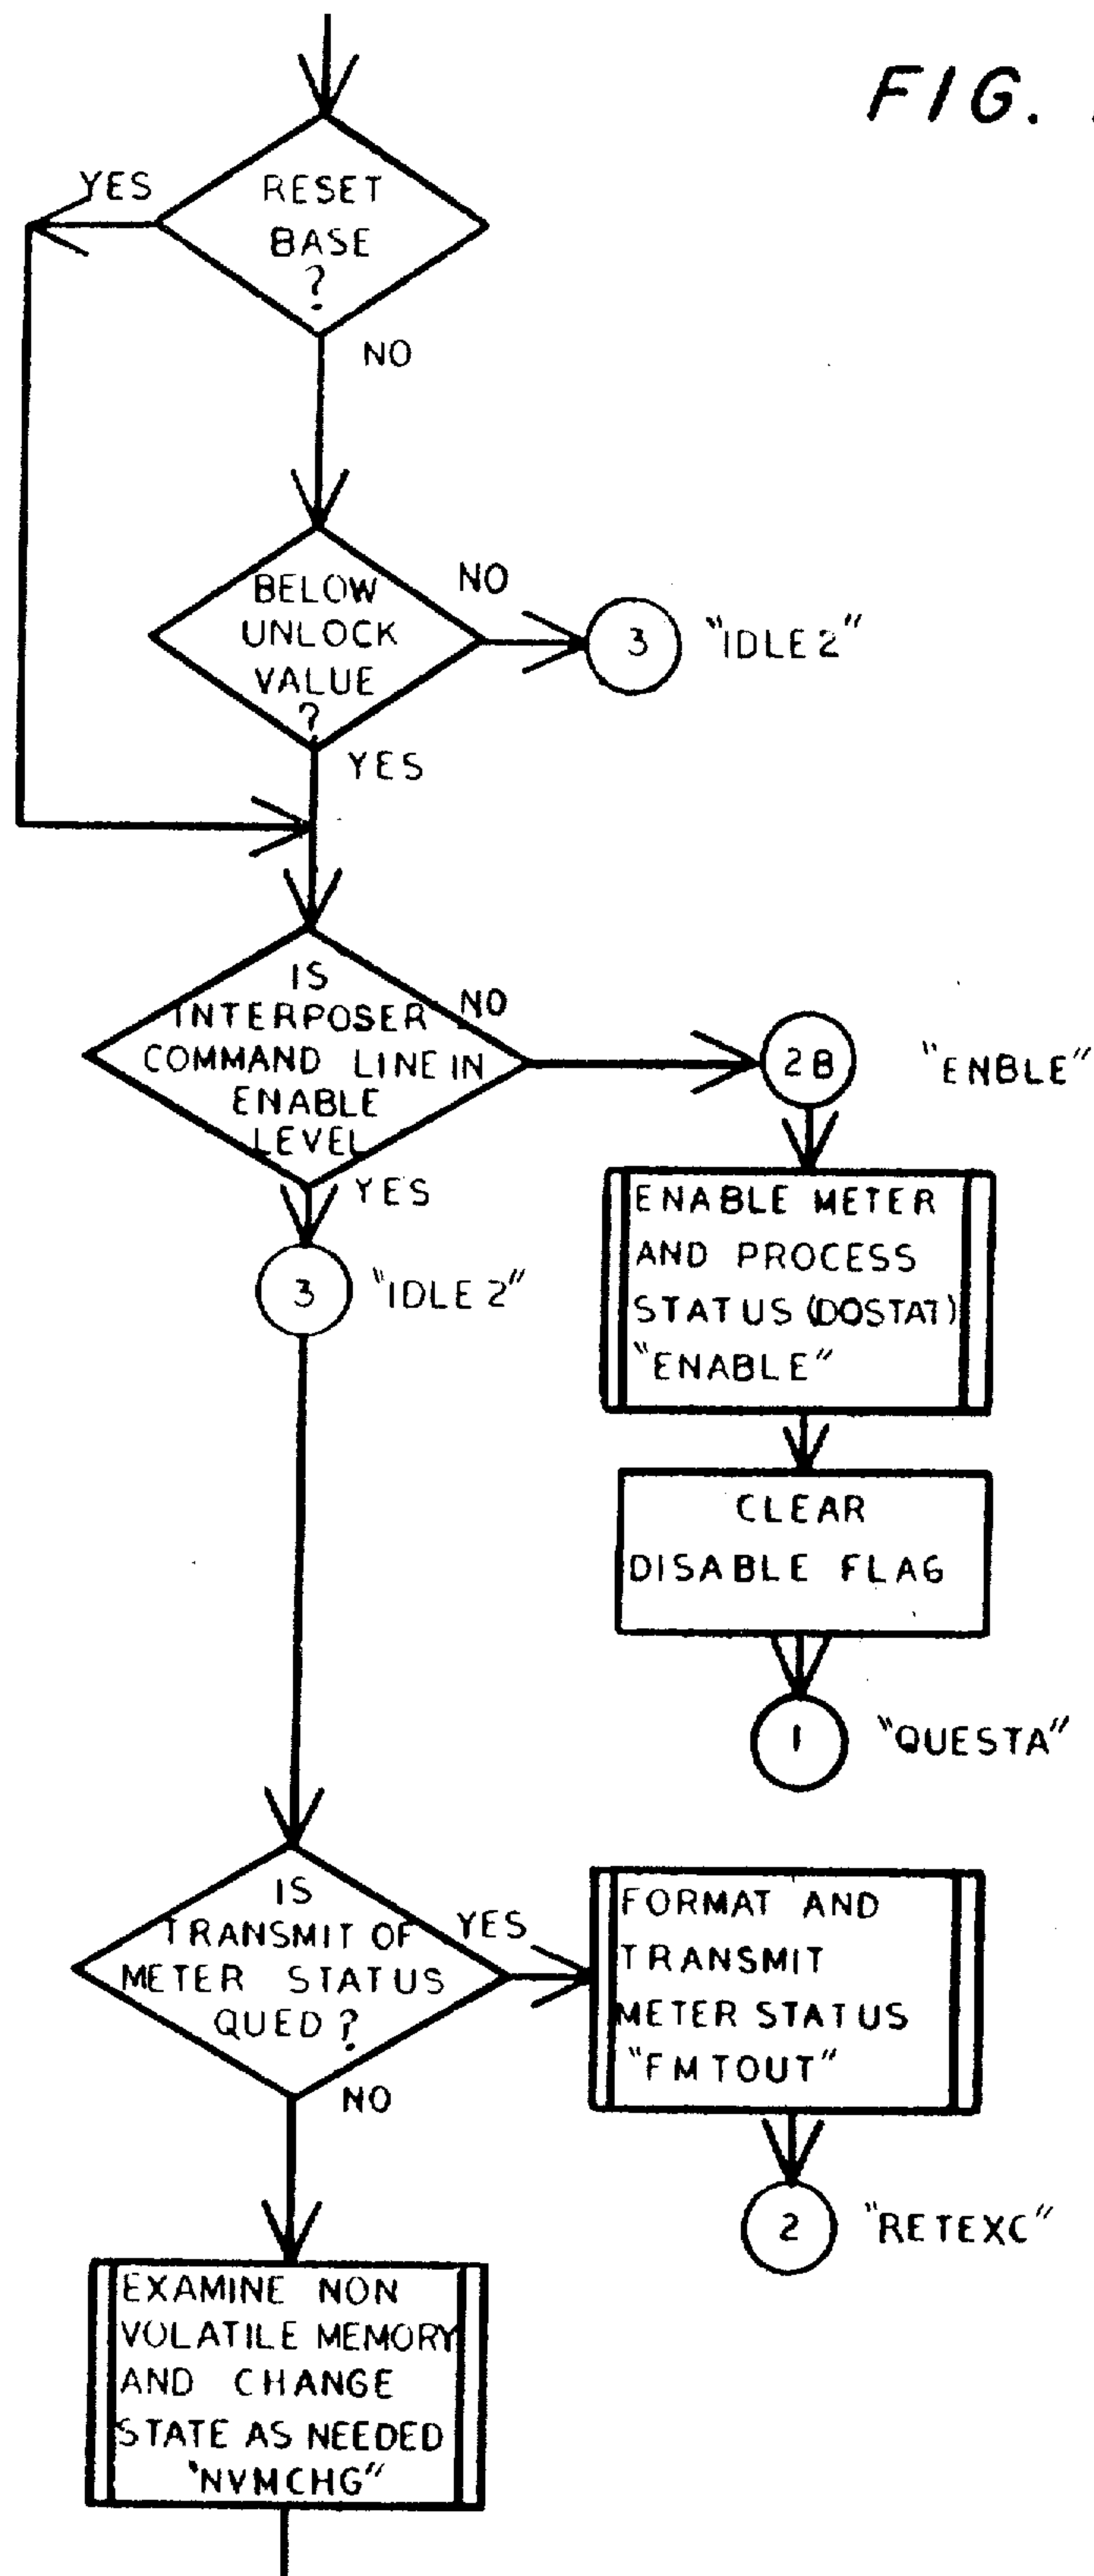 FIG.
YES
RESET
BASE
?
NO
BELOW
UNLOCK
VALUE
?
NO
3
"IDLE 2"
YES
IS
INTERPOSER
COMMAND LINE IN
ENABLE
LEVEL
NO
2B
"ENBLE"
YES
3
"IDLE 2"
ENABLE METER
AND PROCESS
STATUS (DOSTAT)
"ENABLE"
CLEAR
DISABLE FLAG
1
"QUESTA"
IS
TRANSMIT OF
METER STATUS
QUED ?
YES
FORMAT AND
TRANSMIT
METER STATUS
"FMTOUT"
NO
2
"RETEXC"
EXAMINE NON
VOLATILE MEMORY
AND CHANGE
STATE AS NEEDED
"NVMCHG"